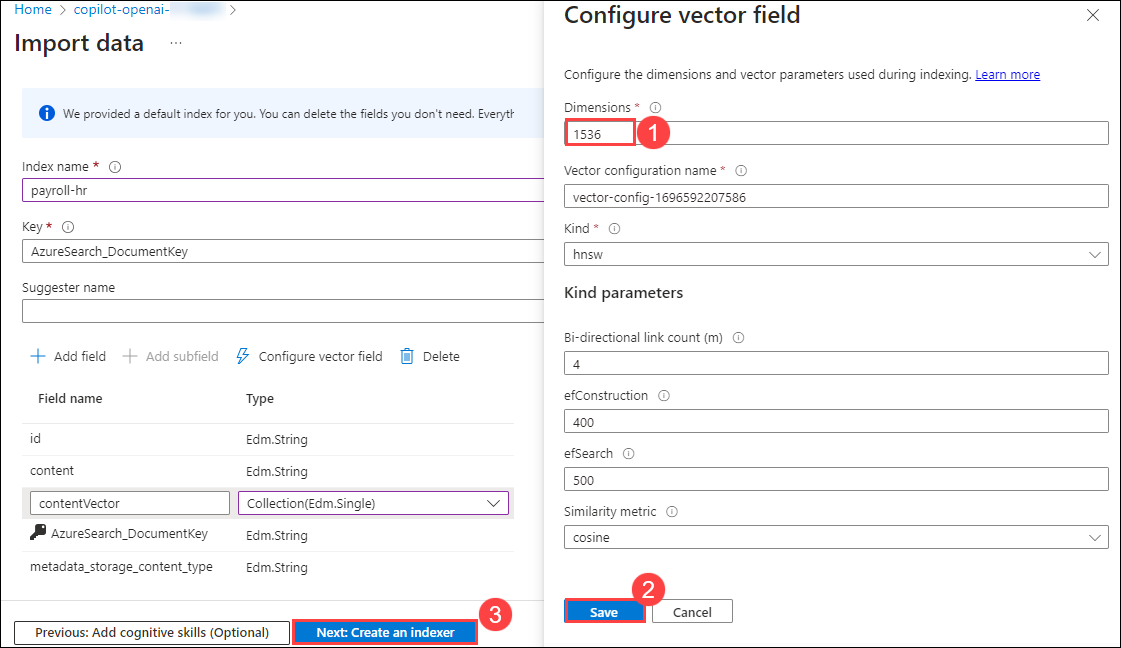 Home > copilot-openai- >
Import data ...
We provided a default index for you. You can delete the fields you don't need. Everyth
Index name *
payroll-hr
Key *
AzureSearch_DocumentKey
Suggester name
Add field Add subfield Configure vector field Delete
Field name Type
id Edm.String
content Edm.String
contentVector Collection(Edm.Single)
AzureSearch_DocumentKey Edm.String
metadata_storage_content_type Edm.String
Previous: Add cognitive skills (Optional) Next: Create an indexer 3
Configure vector field
Configure the dimensions and vector parameters used during indexing. Learn more
Dimensions *
1536 1
Vector configuration name *
vector-config-1696592207586
Kind *
hnsw
Kind parameters
Bi-directional link count (m)
4
efConstruction
400
efSearch
500
Similarity metric
cosine
Save 2 Cancel